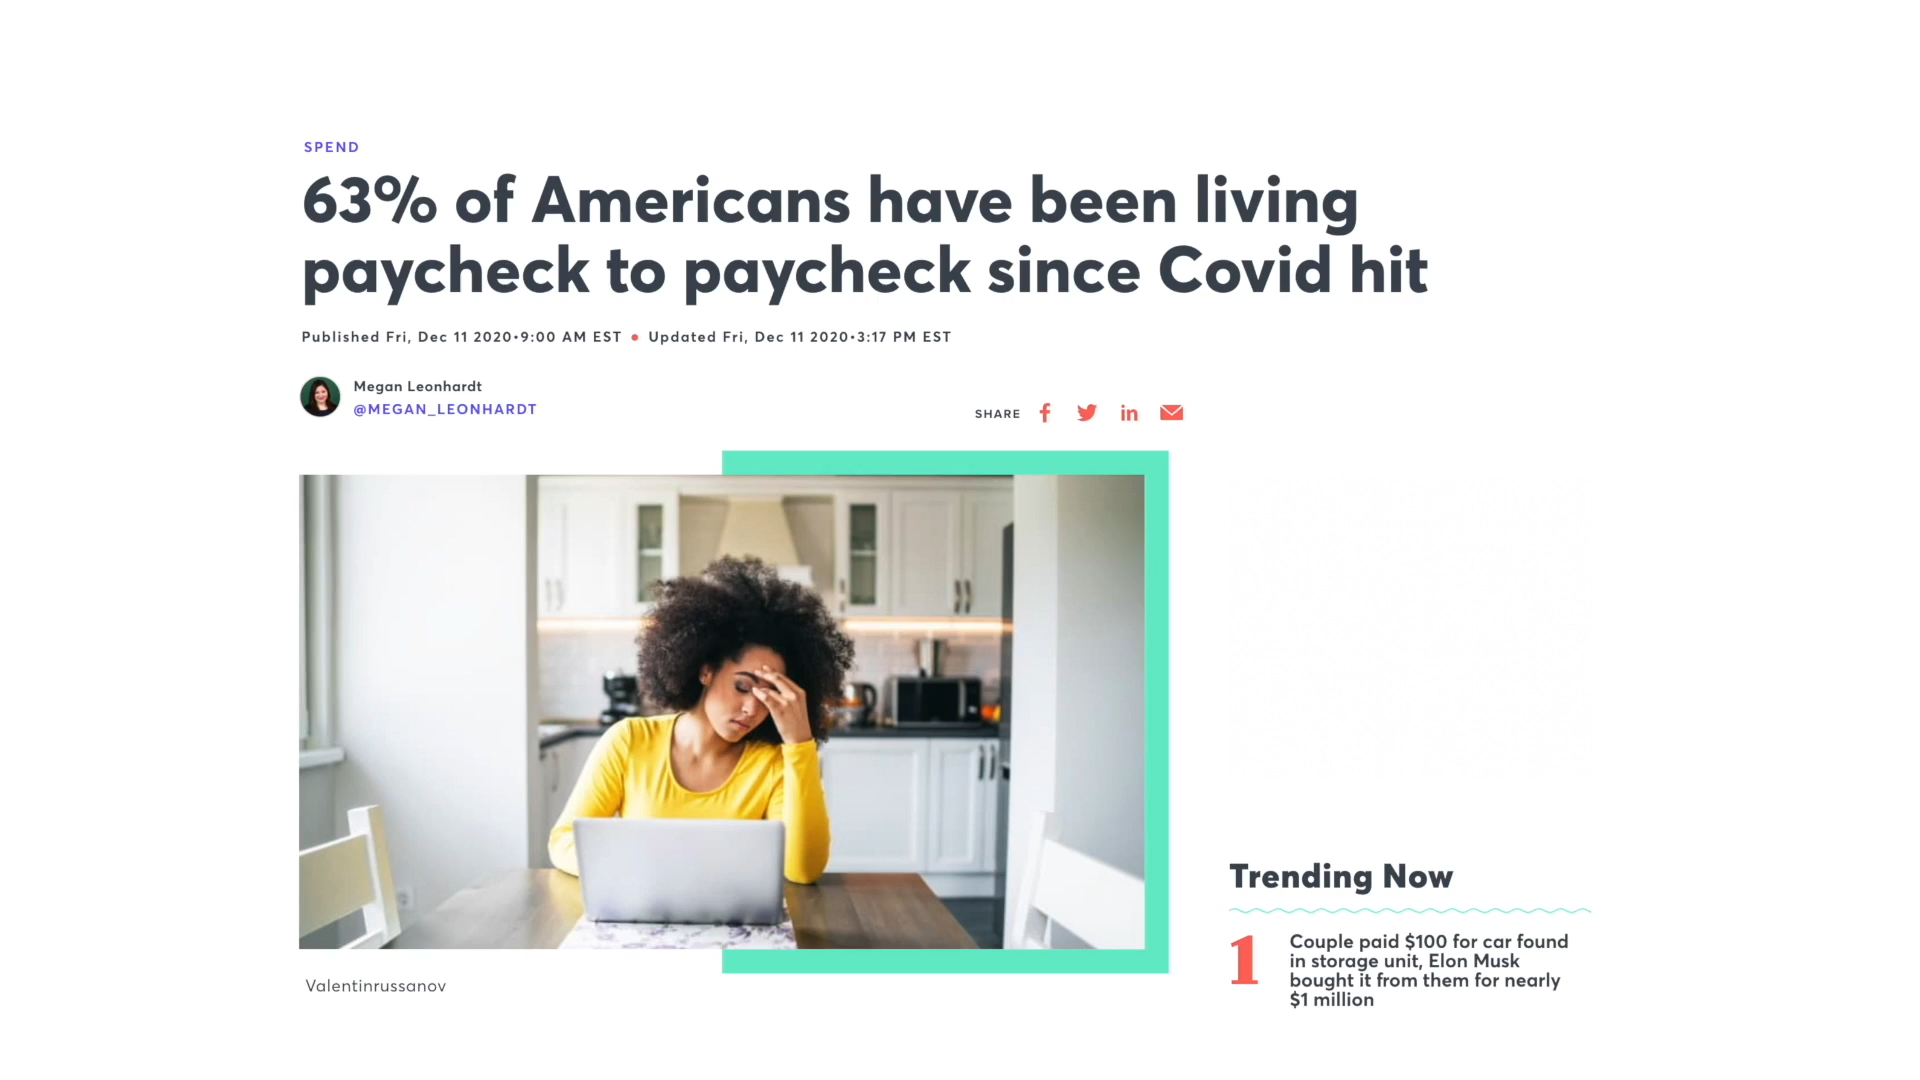 SPEND
63% of Americans have been living
paycheck to paycheck since Covid hit
Published Fri, Dec 11 2020•9:00 AM EST • Updated Fri, Dec 11 2020•3:17 PM EST
Megan Leonhardt
@MEGAN_LEONHARDT
SHARE
Valentinrussanov
Trending Now
1
Couple paid $100 for car found
in storage unit, Elon Musk
bought it from them for nearly
$1 million